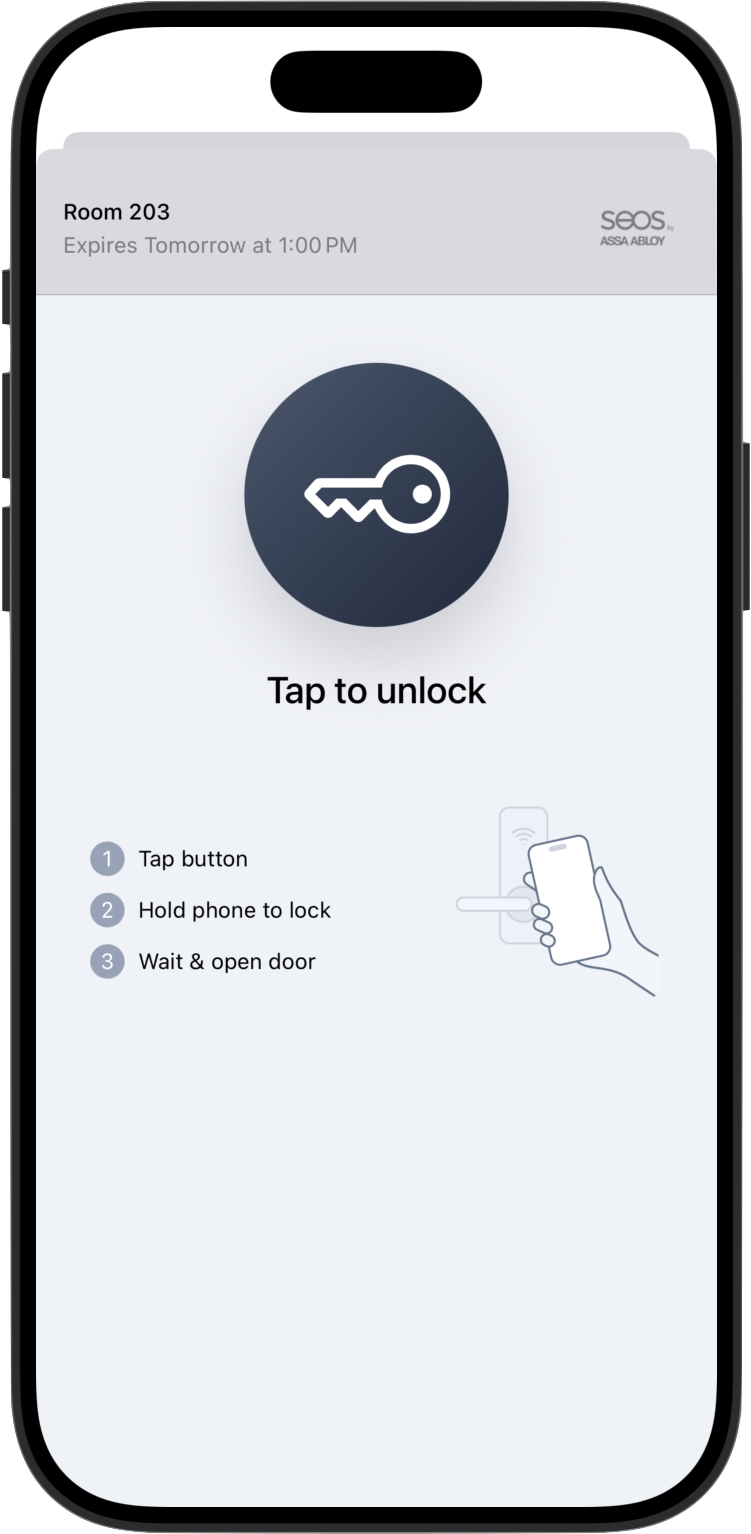 Room 203
Expires Tomorrow at 1:00 PM
seos by
ASSA ABLOY
Tap to unlock
1 Tap button
2 Hold phone to lock
3 Wait & open door